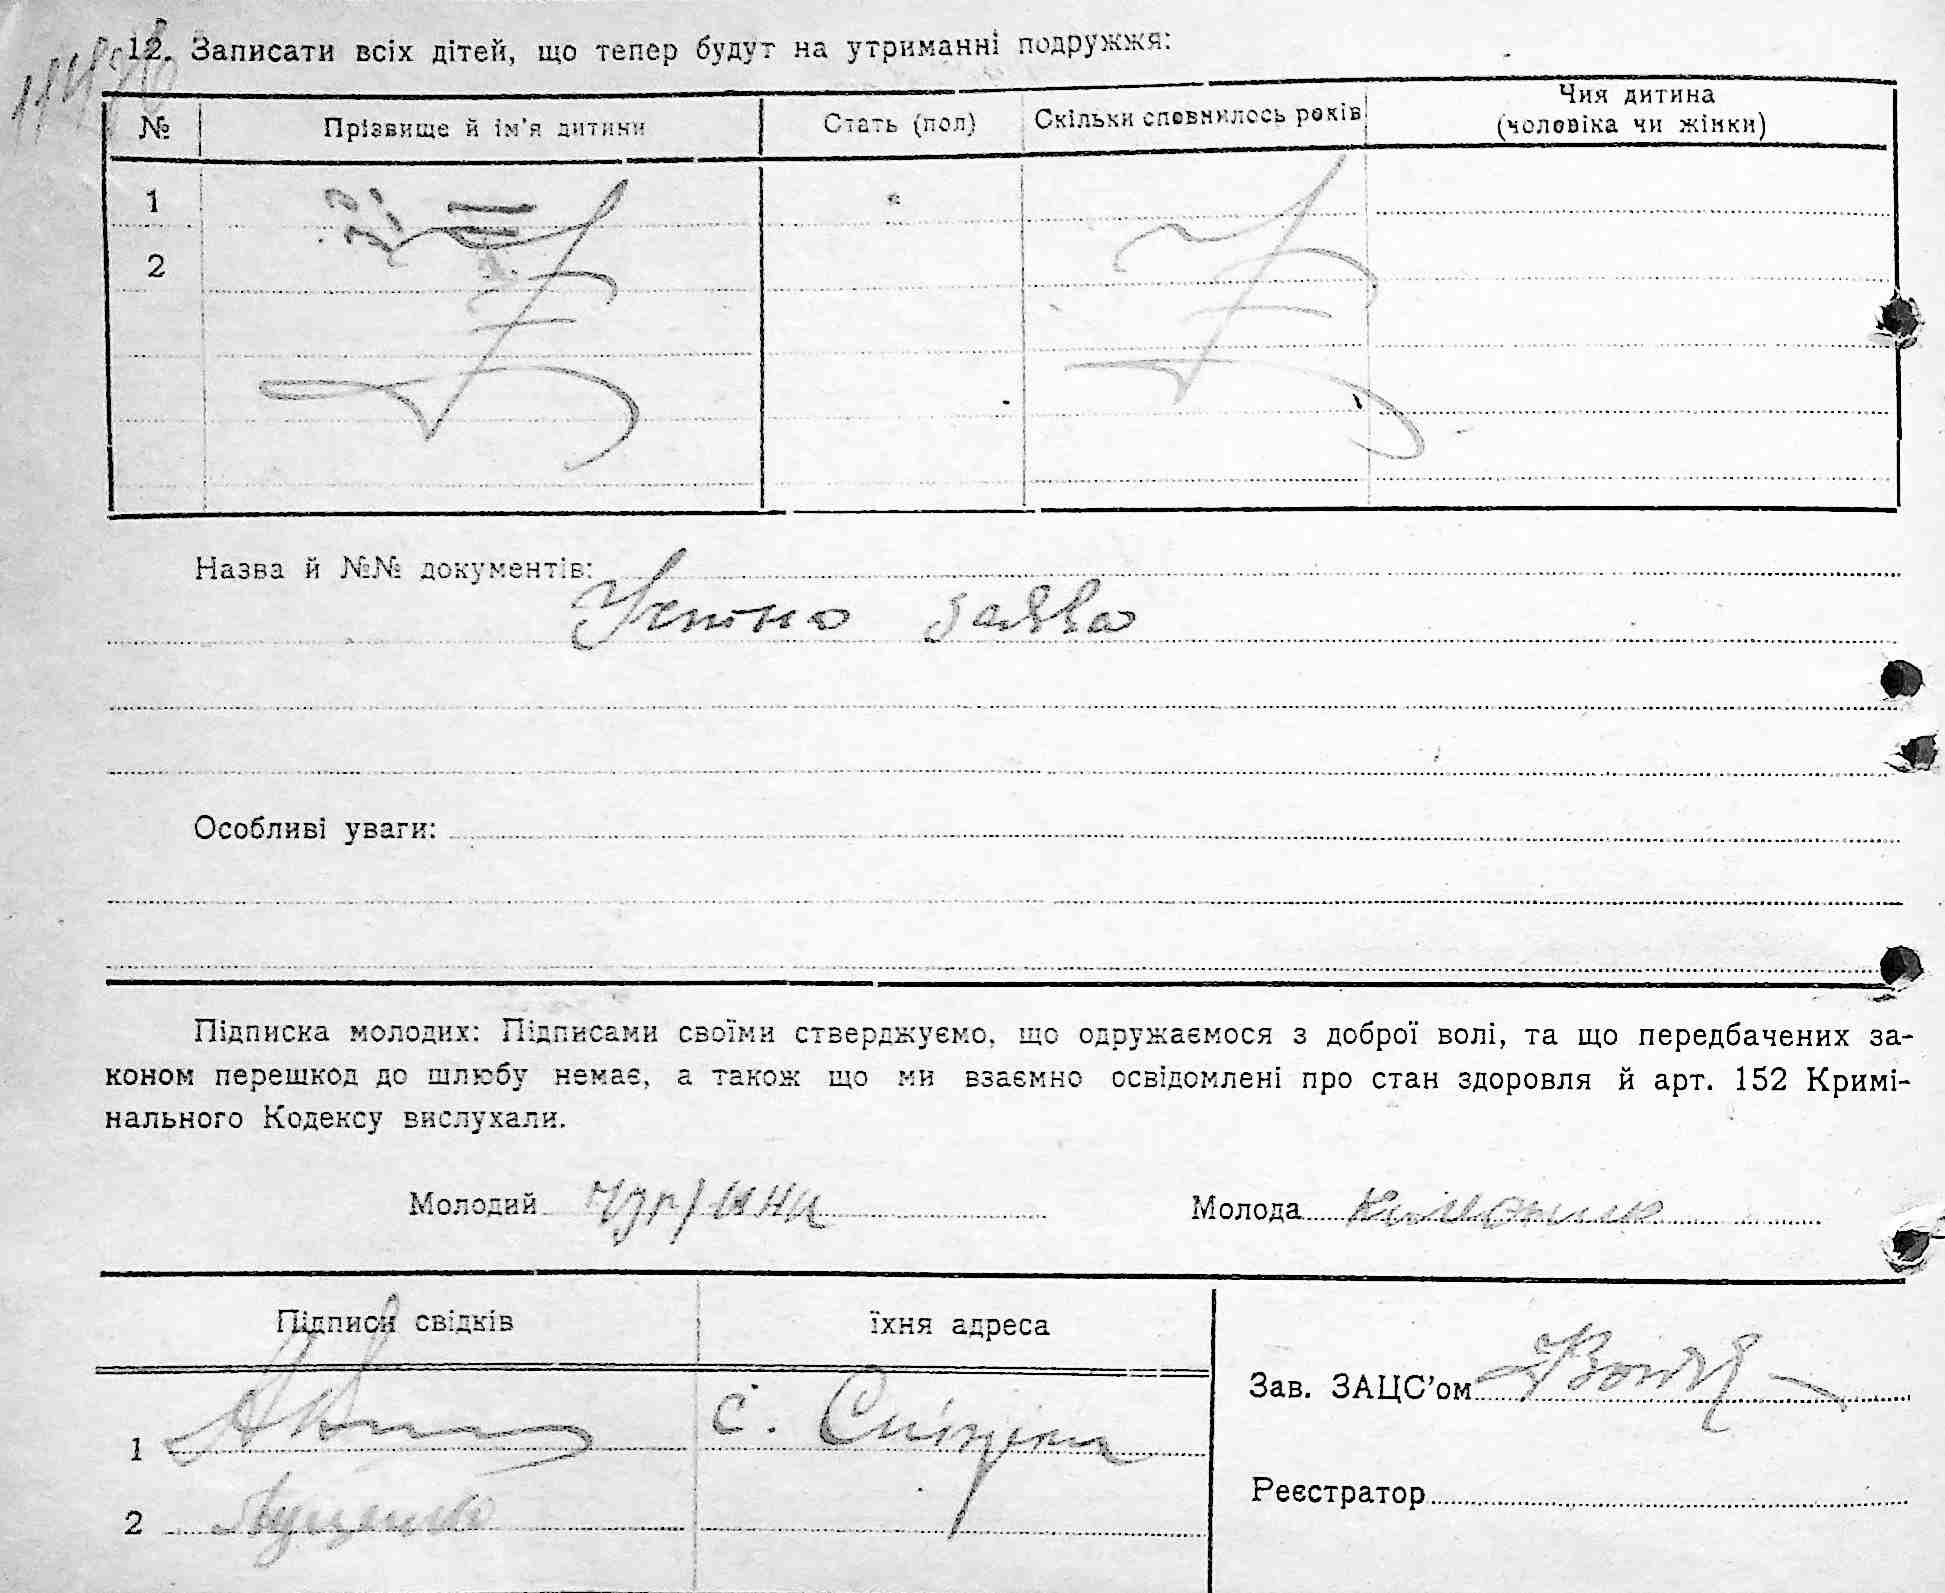 12. Записати всіх дітей, що тепер будут на утриманні подружжя:
№ Прізвище й ім'я дитини Стать (пол) Скільки сповнилось років Чия дитина
(чоловіка чи жінки)
1
2
Назва й №№ документів:
Устна заява
Особливі уваги:
Підписка молодих: Підписами своїми стверджуємо, що одружаємося з доброї волі, та що передбачених за-
коном перешкод до шлюбу немає, а також що ми взаємно освідомлені про стан здоровля й арт. 152 Кримі-
нального Кодексу вислухали.
Молодий Молода
Підписи свідків їхня адреса
Зав. ЗАЦС'ом
1 с.
Реєстратор
2